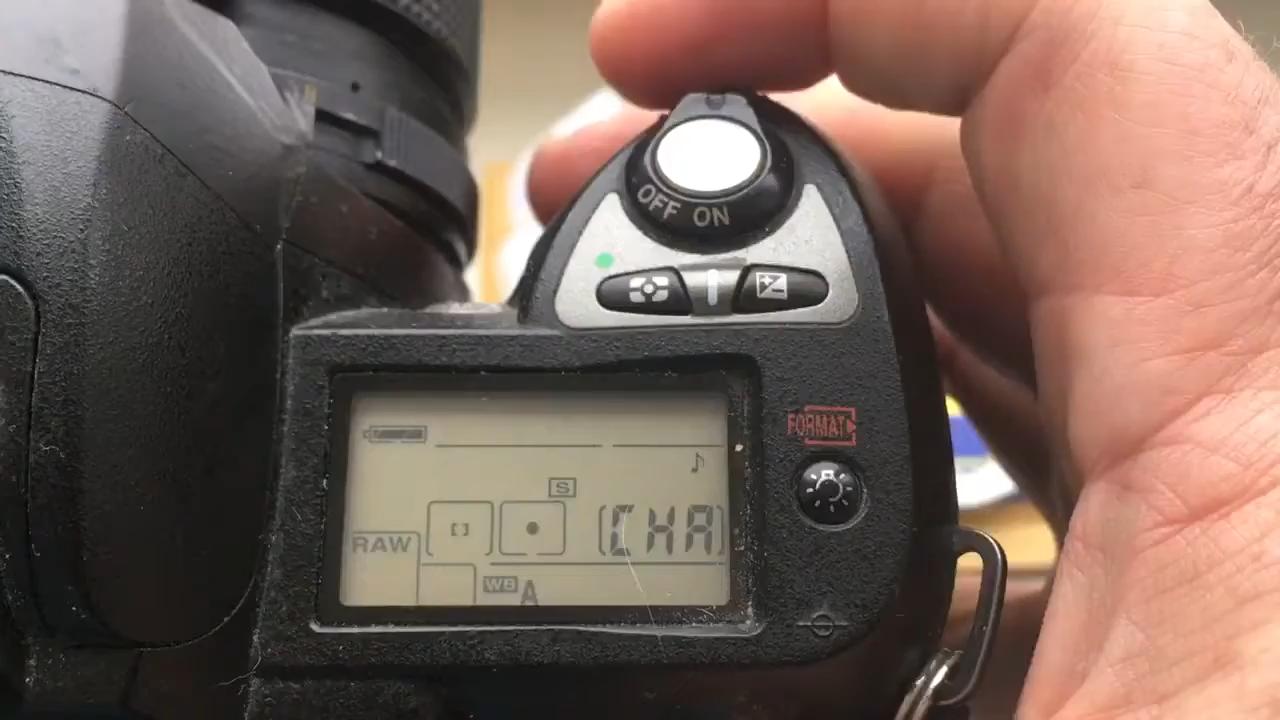 OFF ON
FORMAT
S
[CHA]
RAW
WB A